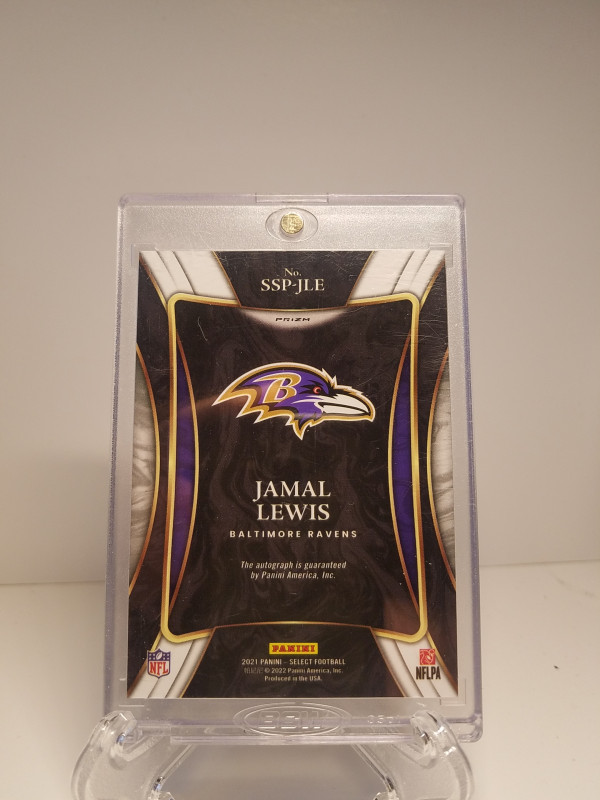 No.
SSP-JLE
PRIZM
B
JAMAL
LEWIS
BALTIMORE RAVENS
The autograph is guaranteed
by Panini America, Inc.
PANINI
2021 PANINI – SELECT FOOTBALL
© 2022 Panini America, Inc.
Produced in the USA.
NFL
NFLPA